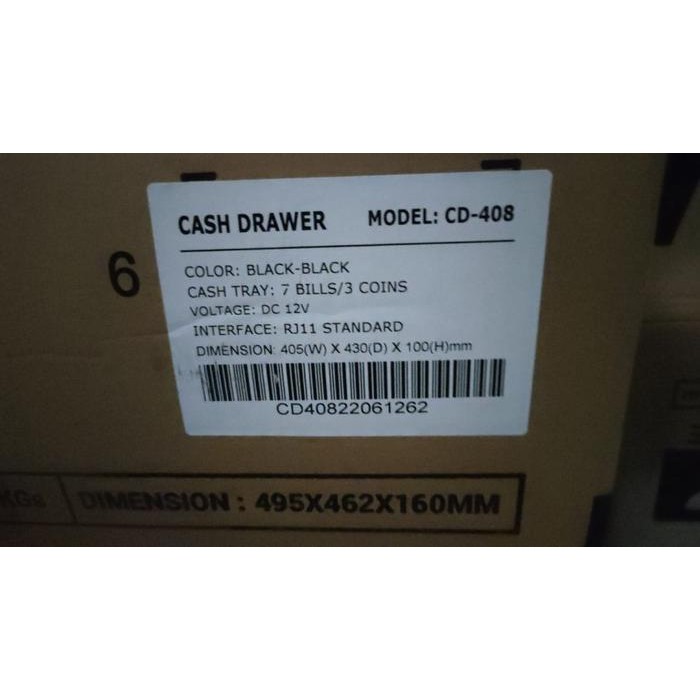 CASH DRAWER MODEL: CD-408
6
COLOR: BLACK-BLACK
CASH TRAY: 7 BILLS/3 COINS
VOLTAGE: DC 12V
INTERFACE: RJ11 STANDARD
DIMENSION: 405(W) X 430(D) X 100(H)mm
CD40822061262
KGs DIMENSION : 495X462X160MM